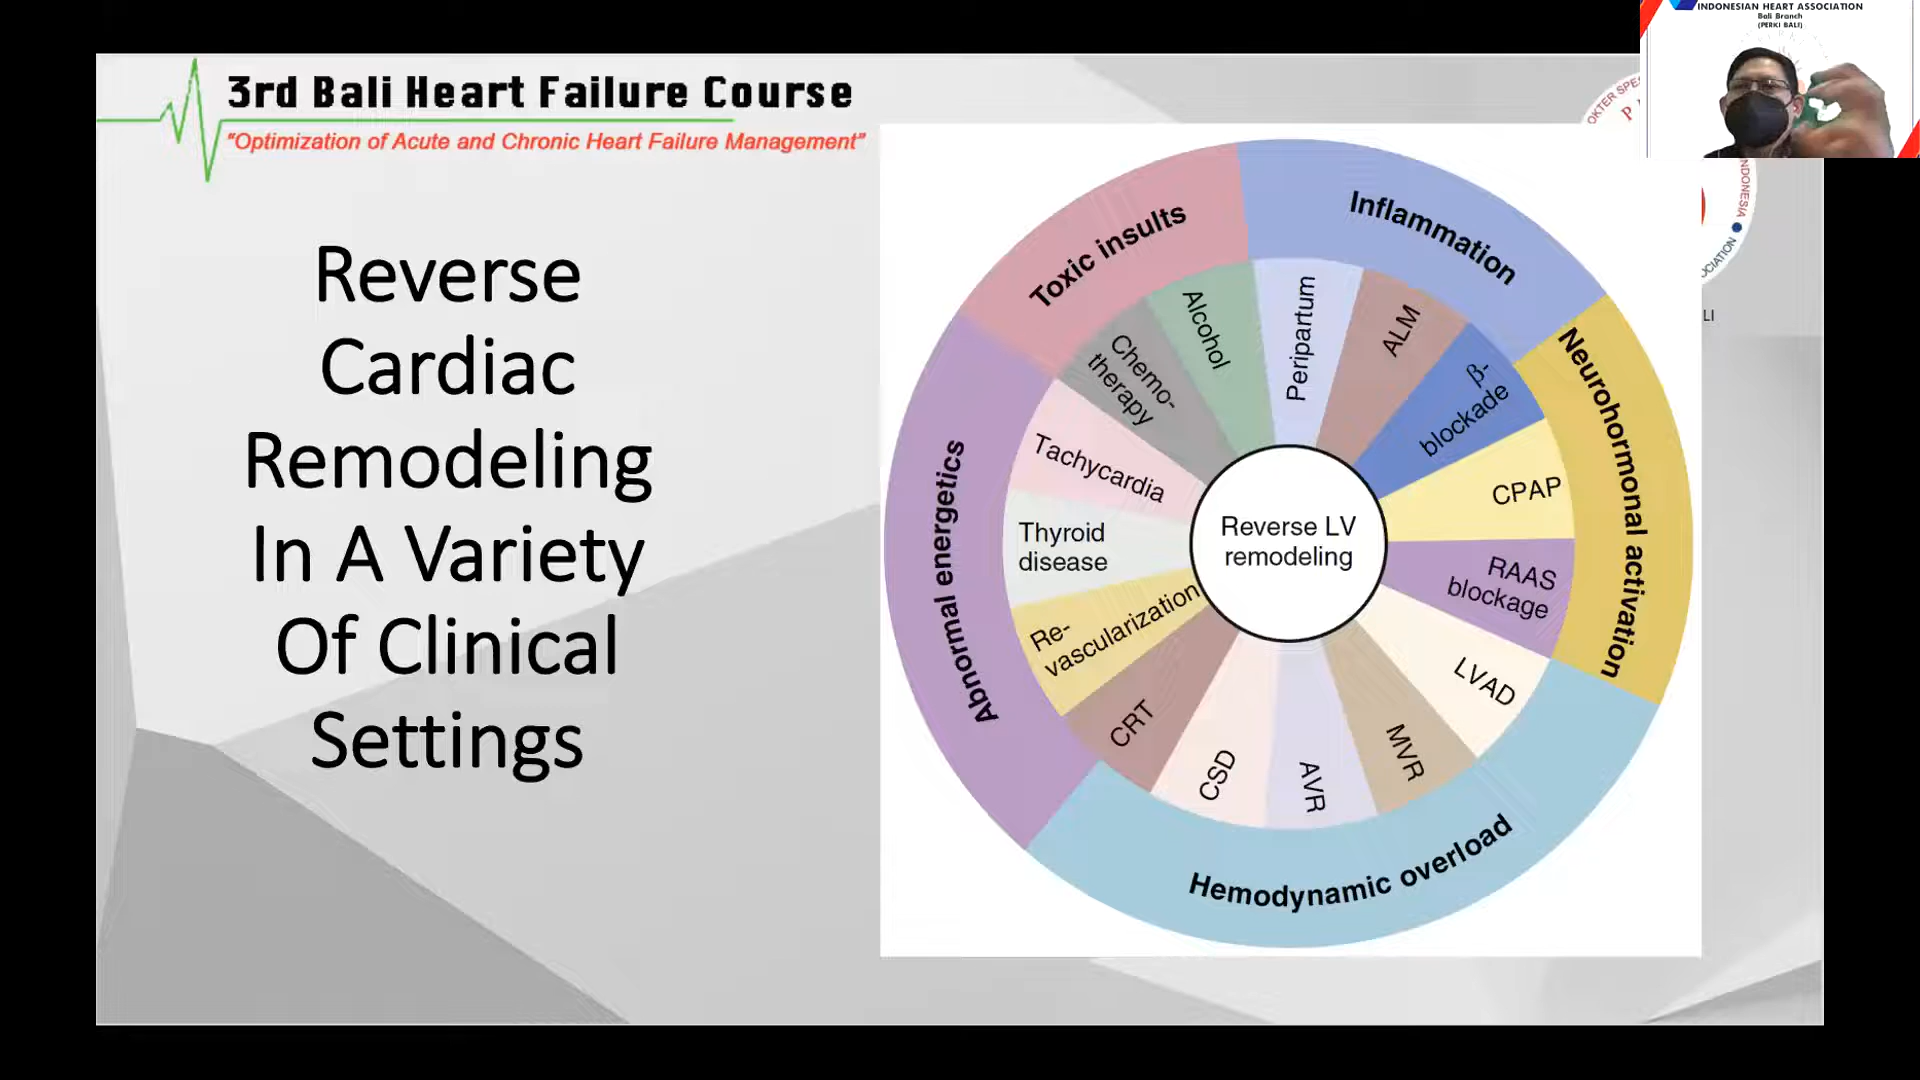 INDONESIAN HEART ASSOCIATION
Bali Branch
(PERKI BALI)
3rd Bali Heart Failure Course
"Optimization of Acute and Chronic Heart Failure Management"
Reverse
Cardiac
Remodeling
In A Variety
Of Clinical
Settings
Toxic insults
Inflammation
Neurohormonal activation
Hemodynamic overload
Abnormal energetics
Alcohol
Peripartum
ALM
β-
blockade
CPAP
RAAS
blockage
LVAD
MVR
AVR
CSD
CRT
Re-
vascularization
Thyroid
disease
Tachycardia
Chemo-
therapy
Reverse LV
remodeling
INDONESIA
LI